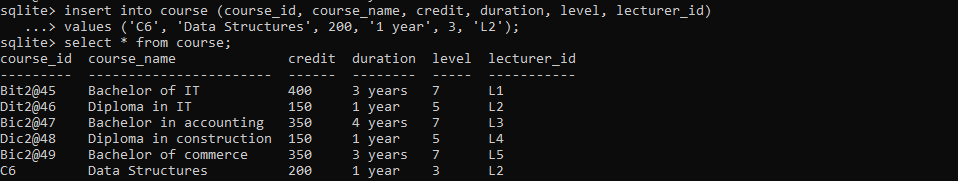 sqlite> insert into course (course_id, course_name, credit, duration, level, lecturer_id)
   ...> values ('C6', 'Data Structures', 200, '1 year', 3, 'L2');
sqlite> select * from course;
course_id  course_name              credit  duration  level  lecturer_id
---------  -----------------------  ------  --------  -----  -----------
Bit2@45    Bachelor of IT           400     3 years   7      L1
Dit2@46    Diploma in IT            150     1 year    5      L2
Bic2@47    Bachelor in accounting   350     4 years   7      L3
Dic2@48    Diploma in construction  150     1 year    5      L4
Bic2@49    Bachelor of commerce     350     3 years   7      L5
C6         Data Structures          200     1 year    3      L2